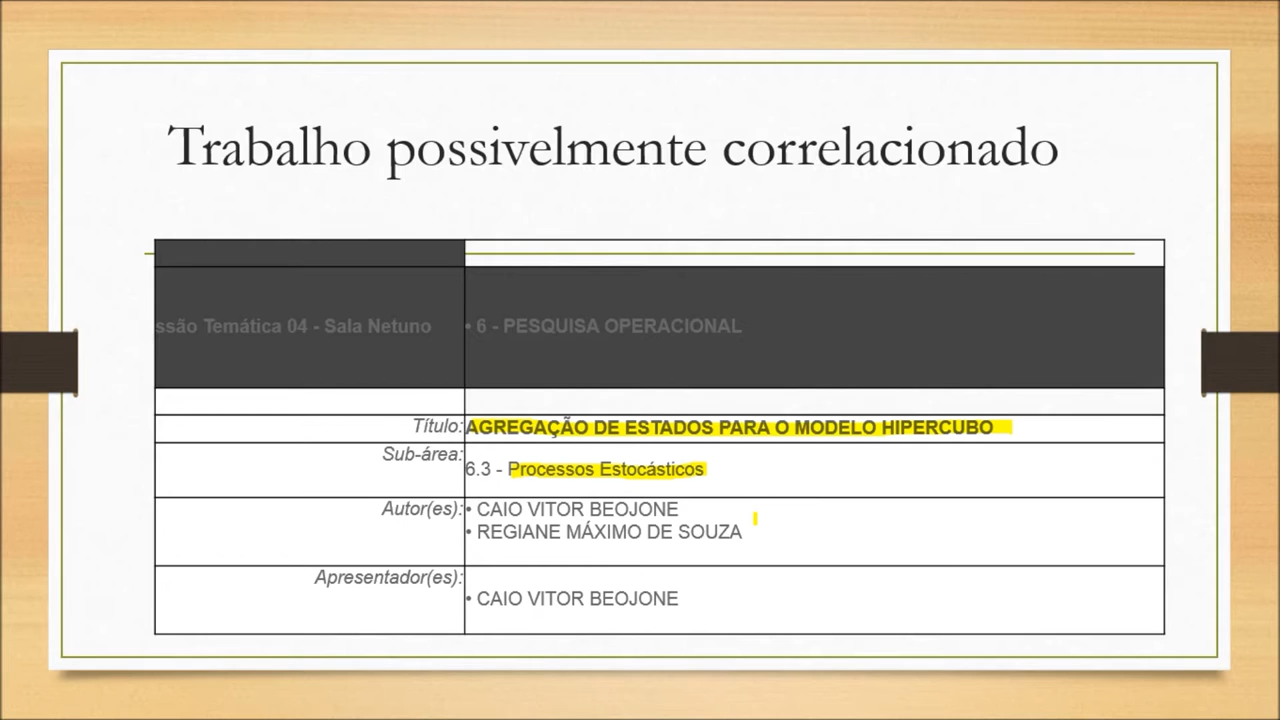 Trabalho possivelmente correlacionado
ssão Temática 04 - Sala Netuno
• 6 - PESQUISA OPERACIONAL
Título:
AGREGAÇÃO DE ESTADOS PARA O MODELO HIPERCUBO
Sub-área:
6.3 - Processos Estocásticos
Autor(es):
• CAIO VITOR BEOJONE
• REGIANE MÁXIMO DE SOUZA
Apresentador(es):
• CAIO VITOR BEOJONE